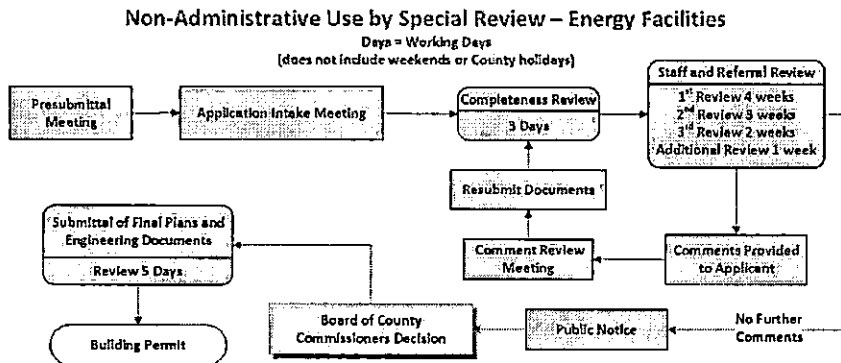 Non-Administrative Use by Special Review – Energy Facilities
Days = Working Days
(does not include weekends or County holidays)
Presubmittal
Meeting
Application Intake Meeting
Completeness Review
3 Days
Staff and Referral Review
1st Review 4 weeks
2nd Review 3 weeks
3rd Review 2 weeks
Additional Review 1 week
Resubmit Documents
Comment Review
Meeting
Comments Provided
to Applicant
Submittal of Final Plans and
Engineering Documents
Review 5 Days
Building Permit
Board of County
Commissioners Decision
Public Notice
No Further
Comments